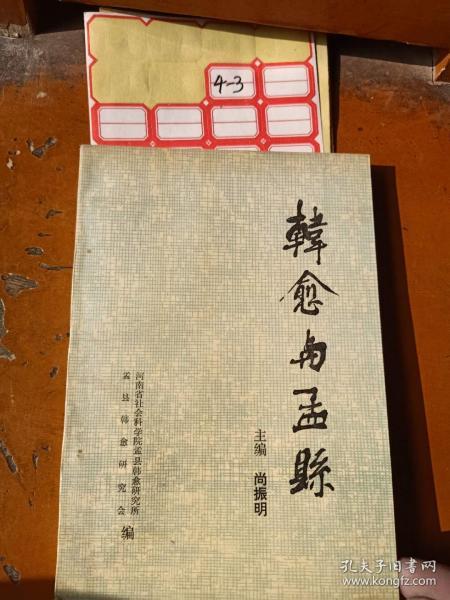 4-3
韓愈与孟縣
主编 尚振明
河南省社会科学院孟县韩愈研究所
孟县韩愈研究会
编
孔夫子旧书网
www.kongfz.com